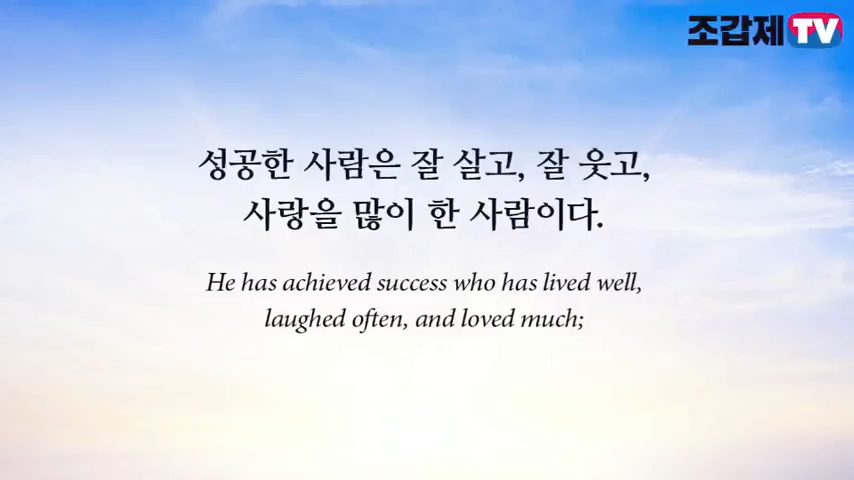 조갑제TV
성공한 사람은 잘 살고, 잘 웃고,
사랑을 많이 한 사람이다.
He has achieved success who has lived well,
laughed often, and loved much;